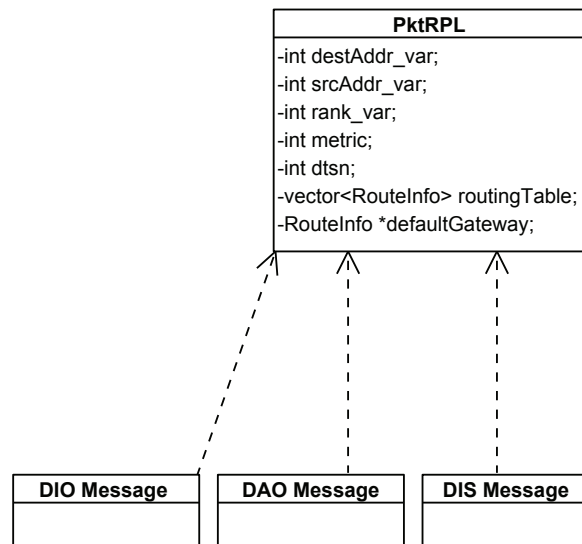 PktRPL
-int destAddr_var;
-int srcAddr_var;
-int rank_var;
-int metric;
-int dtsn;
-vector<RouteInfo> routingTable;
-RouteInfo *defaultGateway;
DIO Message
DAO Message
DIS Message